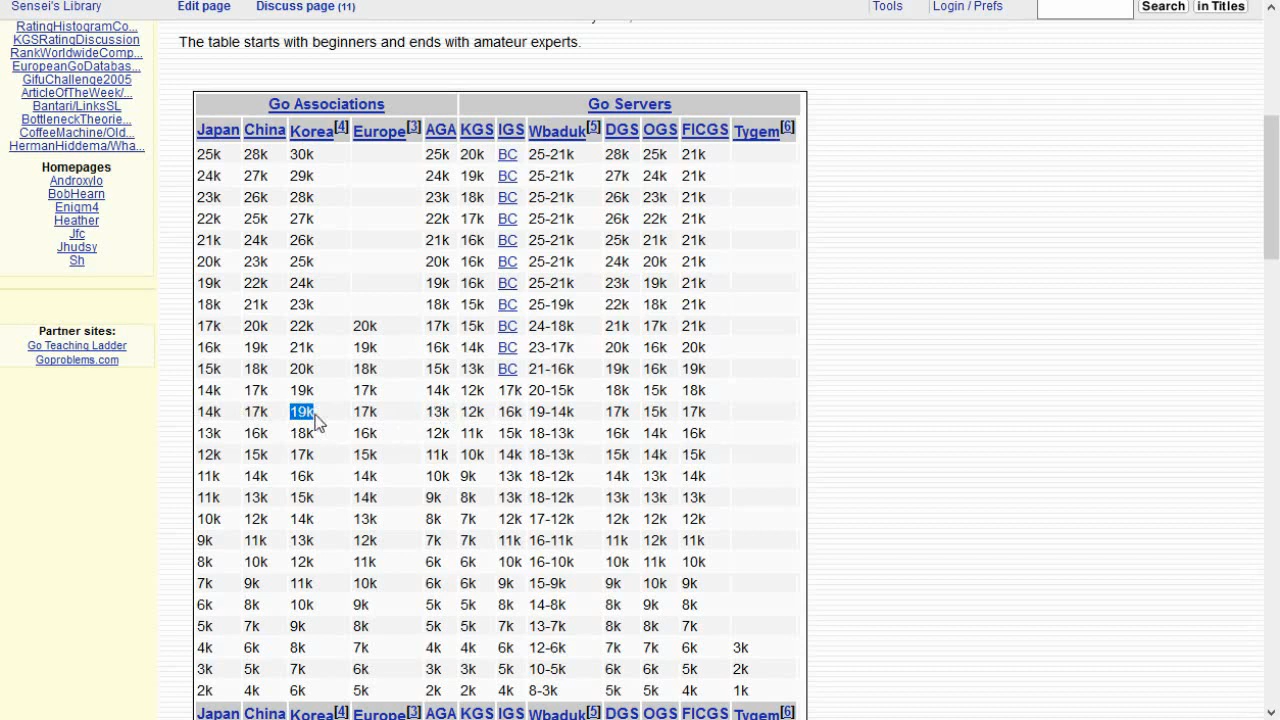 Sensei's Library Edit page Discuss page (11) Tools Login / Prefs Search in Titles
RatingHistogramCo...
KGSRatingDiscussion
RankWorldwideComp...
EuropeanGoDatabas...
GifuChallenge2005
ArticleOfTheWeek/...
Bantari/LinksSL
BottleneckTheorie...
CoffeeMachine/Old...
HermanHiddema/Wha...
Homepages
Androxylo
BobHearn
Enigm4
Heather
Jfc
Jhudsy
Sh
Partner sites:
Go Teaching Ladder
Goproblems.com
The table starts with beginners and ends with amateur experts.
Go Associations Go Servers
Japan China Korea[4] Europe[3] AGA KGS IGS Wbaduk[5] DGS OGS FICGS Tygem[6]
25k 28k 30k 25k 20k BC 25-21k 28k 25k 21k
24k 27k 29k 24k 19k BC 25-21k 27k 24k 21k
23k 26k 28k 23k 18k BC 25-21k 26k 23k 21k
22k 25k 27k 22k 17k BC 25-21k 26k 22k 21k
21k 24k 26k 21k 16k BC 25-21k 25k 21k 21k
20k 23k 25k 20k 16k BC 25-21k 24k 20k 21k
19k 22k 24k 19k 16k BC 25-21k 23k 19k 21k
18k 21k 23k 18k 15k BC 25-19k 22k 18k 21k
17k 20k 22k 20k 17k 15k BC 24-18k 21k 17k 21k
16k 19k 21k 19k 16k 14k BC 23-17k 20k 16k 20k
15k 18k 20k 18k 15k 13k BC 21-16k 19k 16k 19k
14k 17k 19k 17k 14k 12k 17k 20-15k 18k 15k 18k
14k 17k 19k 17k 13k 12k 16k 19-14k 17k 15k 17k
13k 16k 18k 16k 12k 11k 15k 18-13k 16k 14k 16k
12k 15k 17k 15k 11k 10k 14k 18-13k 15k 14k 15k
11k 14k 16k 14k 10k 9k 13k 18-12k 14k 13k 14k
11k 13k 15k 14k 9k 8k 13k 18-12k 13k 13k 13k
10k 12k 14k 13k 8k 7k 12k 17-12k 12k 12k 12k
9k 11k 13k 12k 7k 7k 11k 16-11k 11k 12k 11k
8k 10k 12k 11k 6k 6k 10k 16-10k 10k 11k 10k
7k 9k 11k 10k 6k 6k 9k 15-9k 9k 10k 9k
6k 8k 10k 9k 5k 5k 8k 14-8k 8k 9k 8k
5k 7k 9k 8k 5k 5k 7k 13-7k 8k 8k 7k
4k 6k 8k 7k 4k 4k 6k 12-6k 7k 7k 6k 3k
3k 5k 7k 6k 3k 3k 5k 10-5k 6k 6k 5k 2k
2k 4k 6k 5k 2k 2k 4k 8-3k 5k 5k 4k 1k
Japan China Korea[4] Europe[3] AGA KGS IGS Wbaduk[5] DGS OGS FICGS Tygem[6]